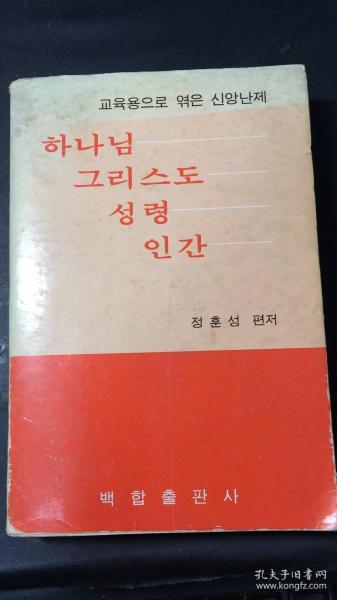 교육용으로 엮은 신앙난제
하나님
그리스도
성령
인간
정훈성 편저
백합출판사
孔夫子旧书网
www.kongfz.com